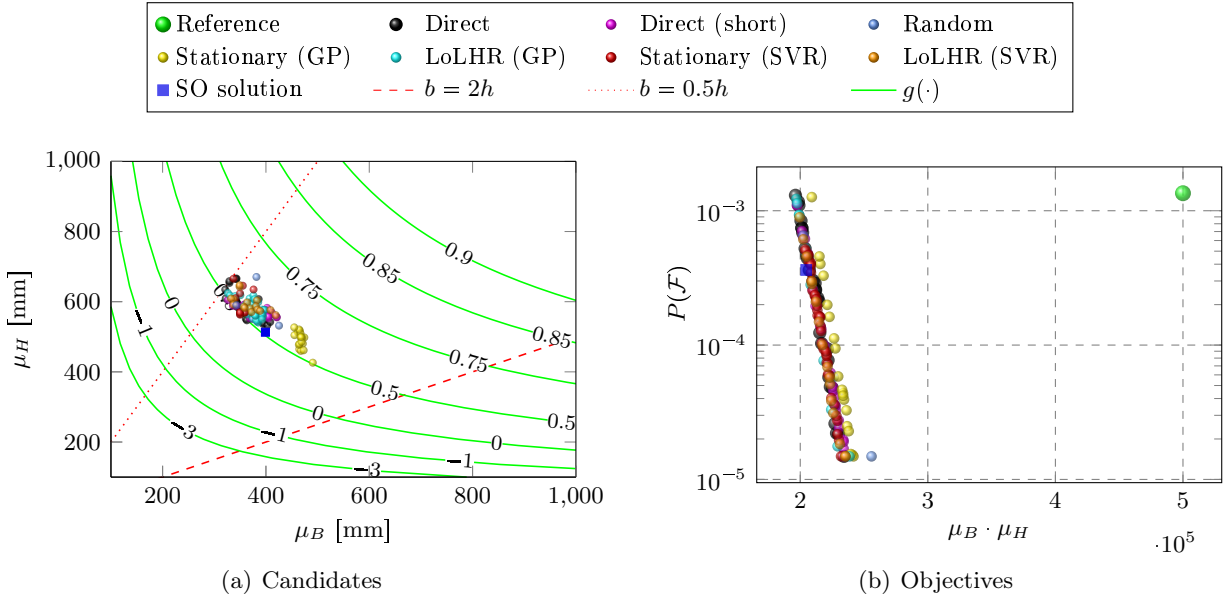 Reference Direct Direct (short) Random
Stationary (GP) LoLHR (GP) Stationary (SVR) LoLHR (SVR)
SO solution b = 2h b = 0.5h g(·)
1,000
800
600
400
200
μ_H [mm]
200 400 600 800 1,000
μ_B [mm]
0.9
0.85
0.75
0
−1
−3
0.85
0.75
0.5
0.5
0
0
−1
−1
−3
(a) Candidates
10^−3
10^−4
10^−5
P(ℱ)
2 3 4 5
μ_B · μ_H
·10^5
(b) Objectives